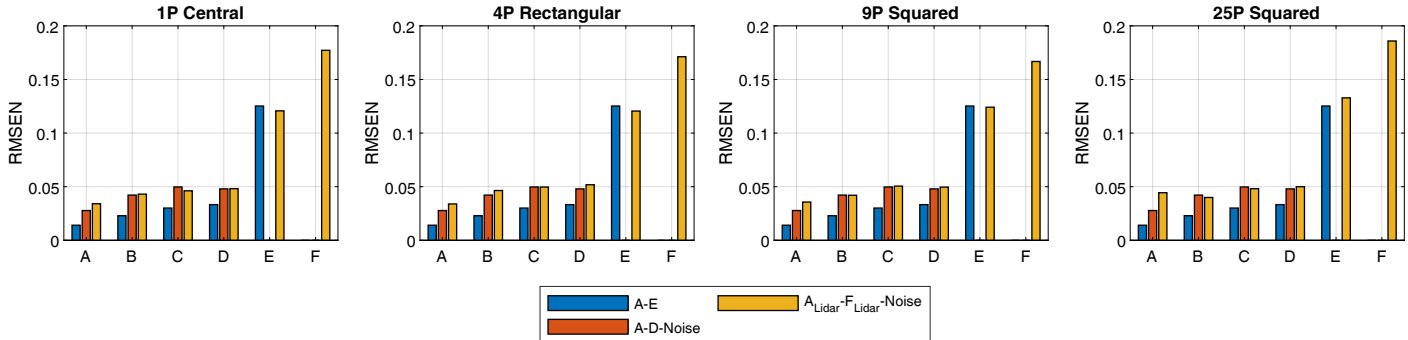 1P Central
RMSEN
0.2
0.15
0.1
0.05
0
A B C D E F
4P Rectangular
RMSEN
0.2
0.15
0.1
0.05
0
A B C D E F
9P Squared
RMSEN
0.2
0.15
0.1
0.05
0
A B C D E F
25P Squared
RMSEN
0.2
0.15
0.1
0.05
0
A B C D E F
A-E
A-D-Noise
A_Lidar-F_Lidar-Noise